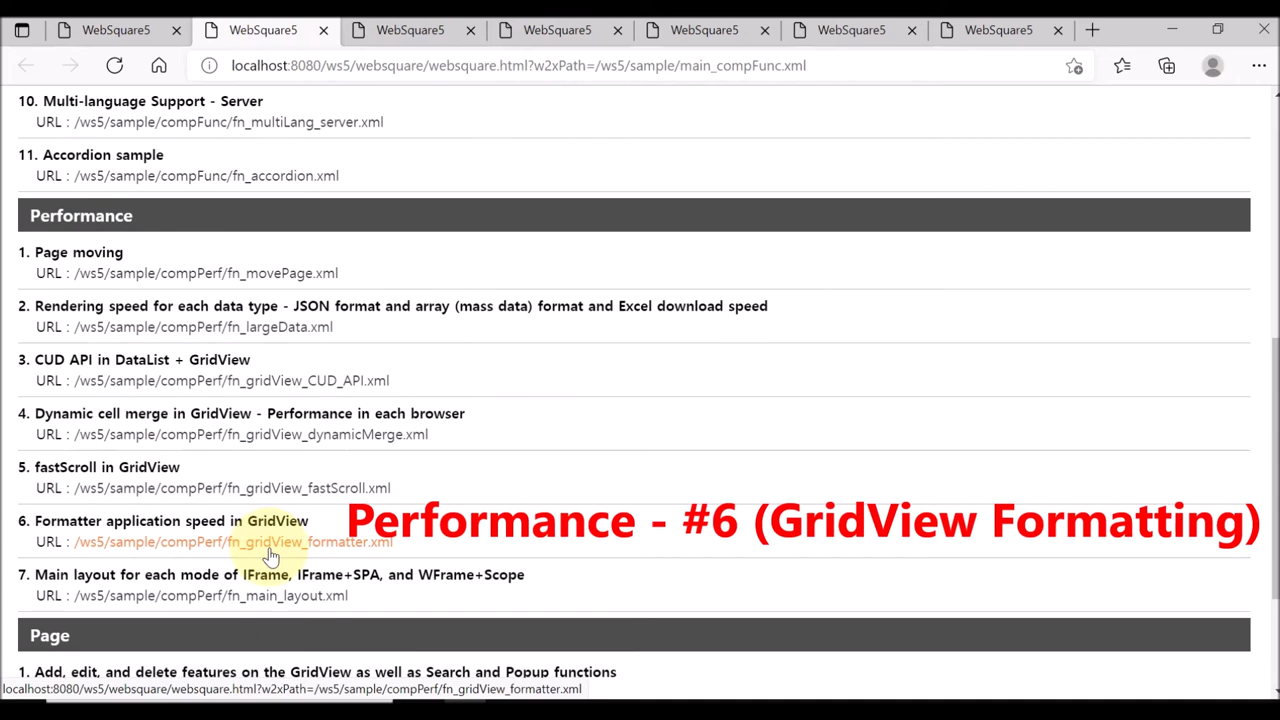 WebSquare5
WebSquare5
WebSquare5
WebSquare5
WebSquare5
WebSquare5
WebSquare5
localhost:8080/ws5/websquare/websquare.html?w2xPath=/ws5/sample/main_compFunc.xml
10. Multi-language Support - Server
URL : /ws5/sample/compFunc/fn_multiLang_server.xml
11. Accordion sample
URL : /ws5/sample/compFunc/fn_accordion.xml
Performance
1. Page moving
URL : /ws5/sample/compPerf/fn_movePage.xml
2. Rendering speed for each data type - JSON format and array (mass data) format and Excel download speed
URL : /ws5/sample/compPerf/fn_largeData.xml
3. CUD API in DataList + GridView
URL : /ws5/sample/compPerf/fn_gridView_CUD_API.xml
4. Dynamic cell merge in GridView - Performance in each browser
URL : /ws5/sample/compPerf/fn_gridView_dynamicMerge.xml
5. fastScroll in GridView
URL : /ws5/sample/compPerf/fn_gridView_fastScroll.xml
6. Formatter application speed in GridView
Performance - #6 (GridView Formatting)
URL : /ws5/sample/compPerf/fn_gridView_formatter.xml
7. Main layout for each mode of IFrame, IFrame+SPA, and WFrame+Scope
URL : /ws5/sample/compPerf/fn_main_layout.xml
Page
1. Add, edit, and delete features on the GridView as well as Search and Popup functions
localhost:8080/ws5/websquare/websquare.html?w2xPath=/ws5/sample/compPerf/fn_gridView_formatter.xml